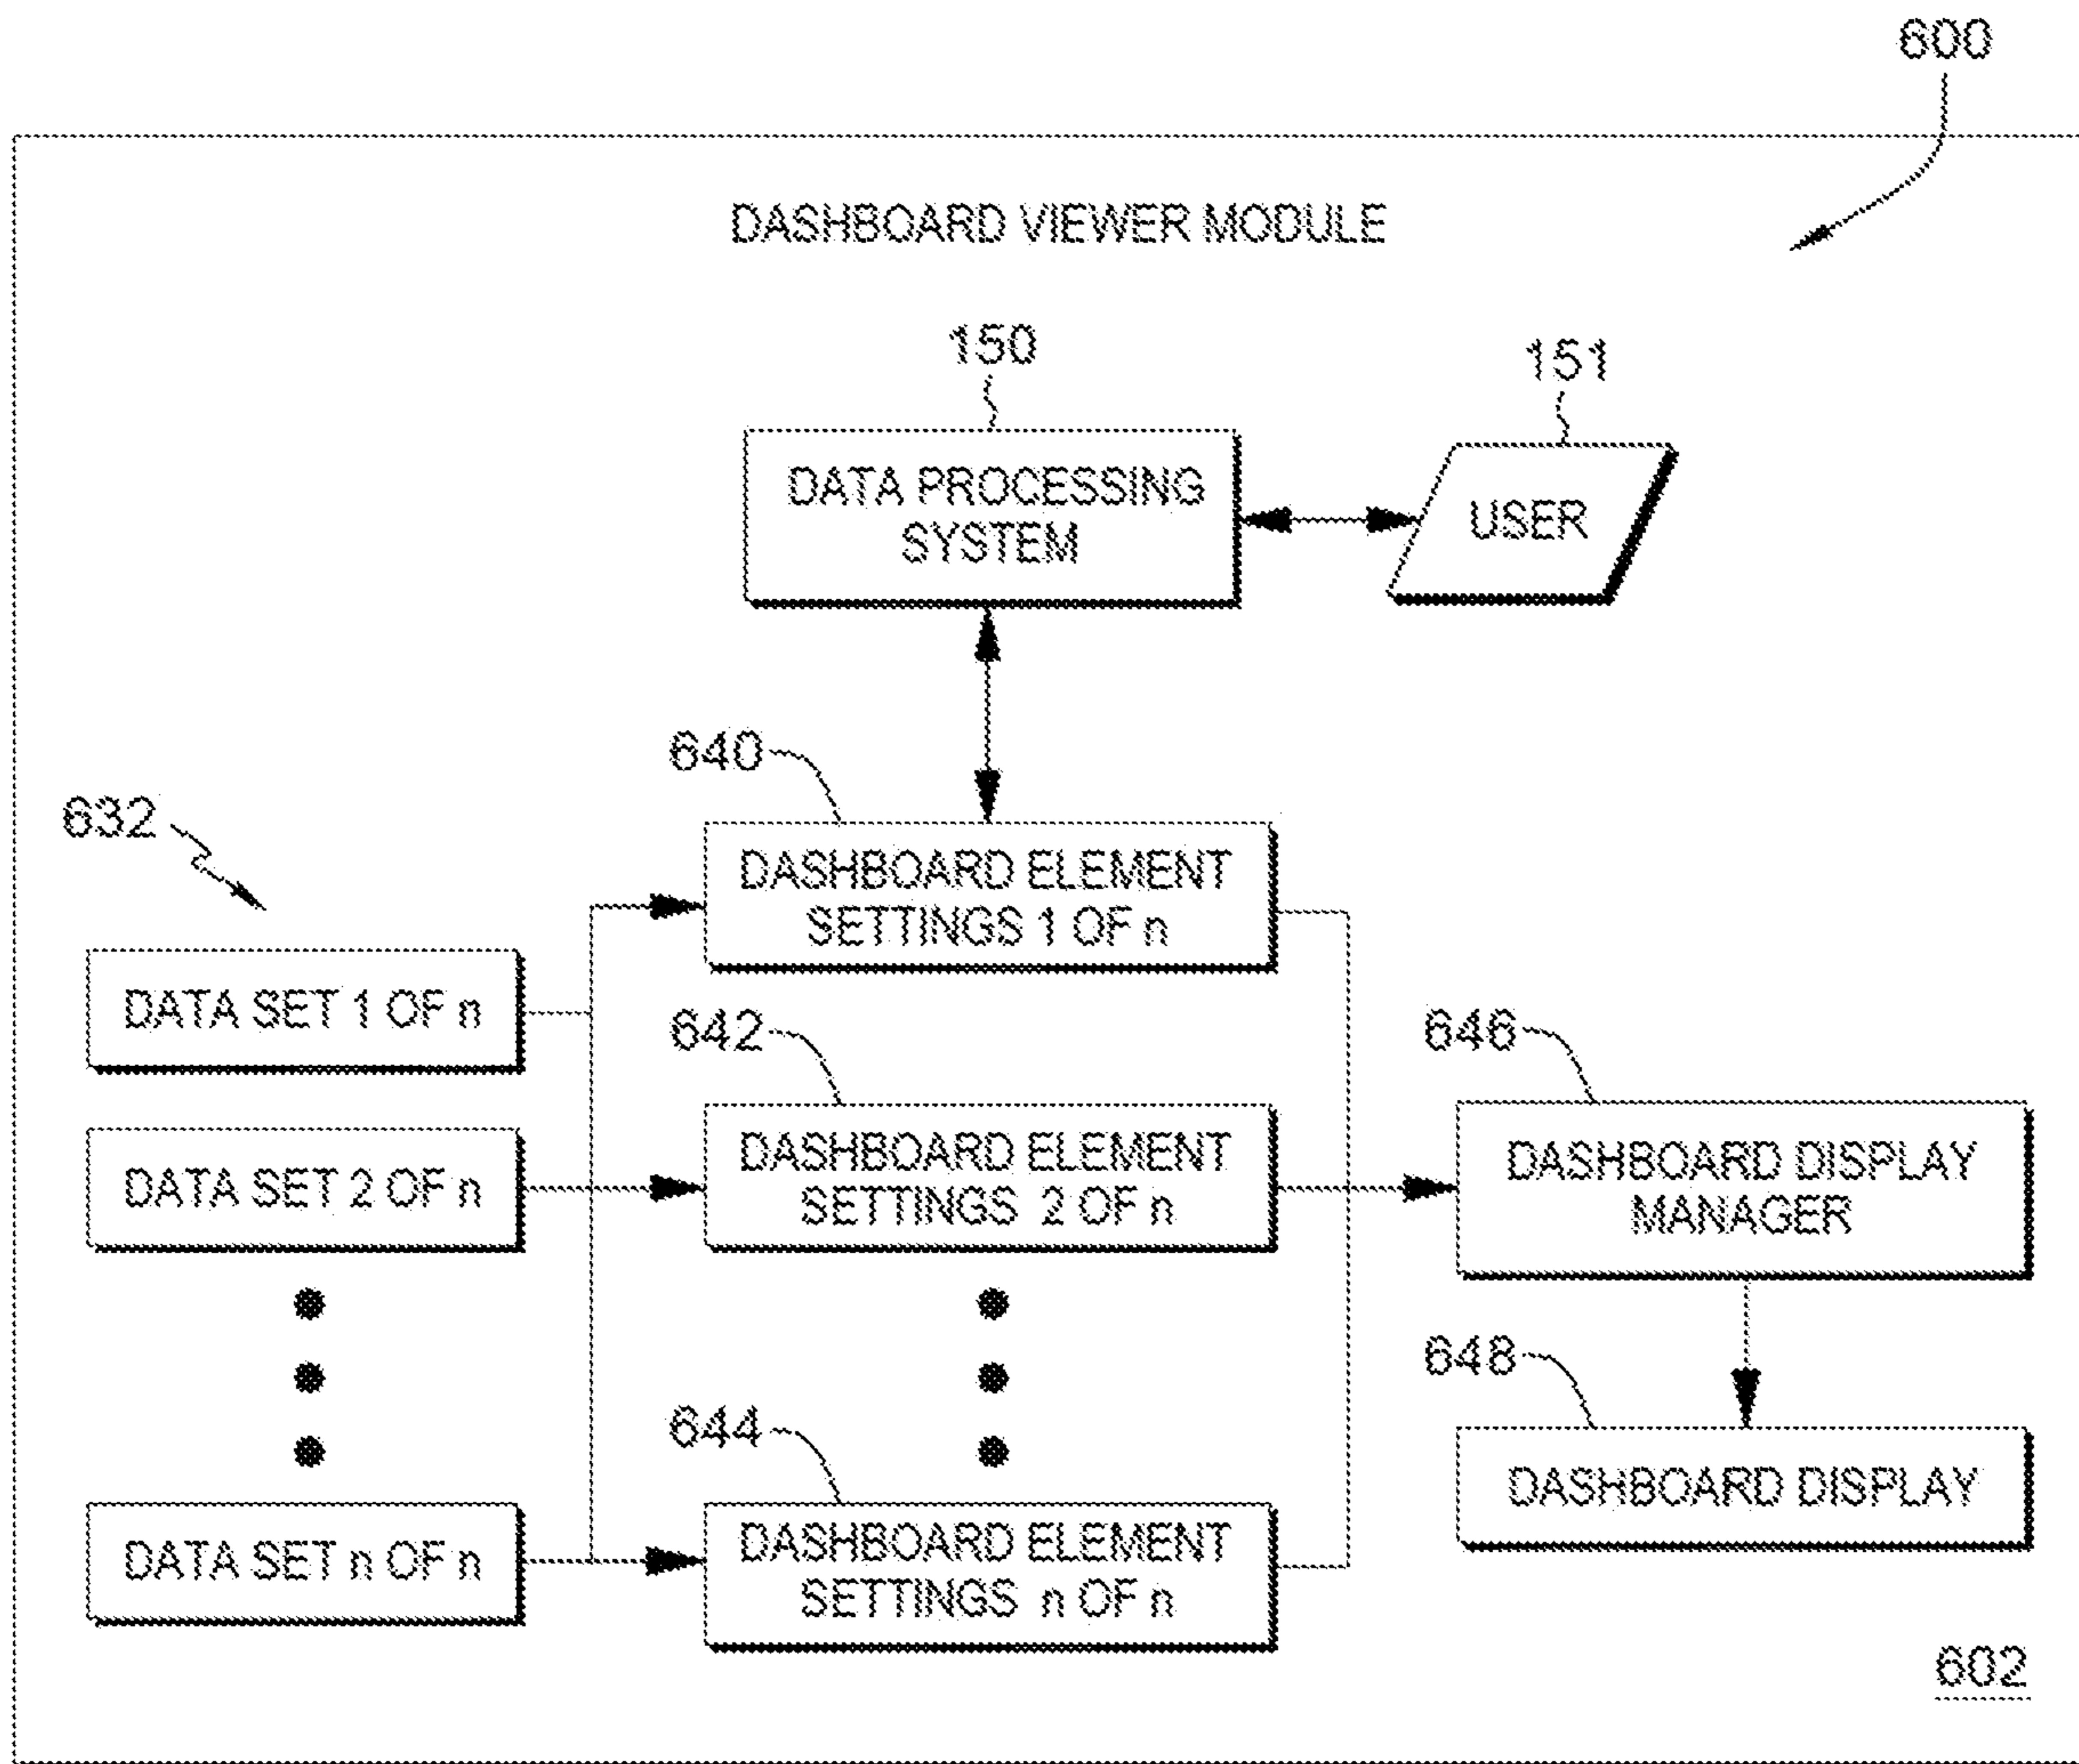 600
DASHBOARD VIEWER MODULE
150
151
DATA PROCESSING
SYSTEM
USER
640
632
DASHBOARD ELEMENT
SETTINGS 1 OF n
DATA SET 1 OF n
642
646
DASHBOARD ELEMENT
SETTINGS 2 OF n
DATA SET 2 OF n
DASHBOARD DISPLAY
MANAGER
648
644
DASHBOARD DISPLAY
DATA SET n OF n
DASHBOARD ELEMENT
SETTINGS n OF n
602